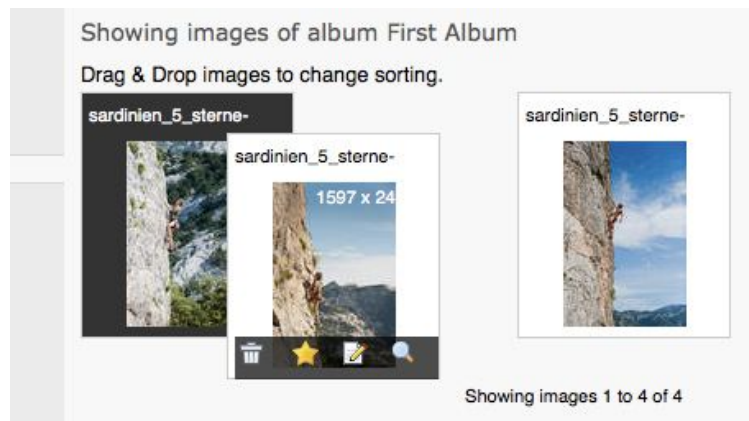 Showing images of album First Album
Drag & Drop images to change sorting.
sardinien_5_sterne-
sardinien_5_sterne-
1597 x 24
sardinien_5_sterne-
Showing images 1 to 4 of 4